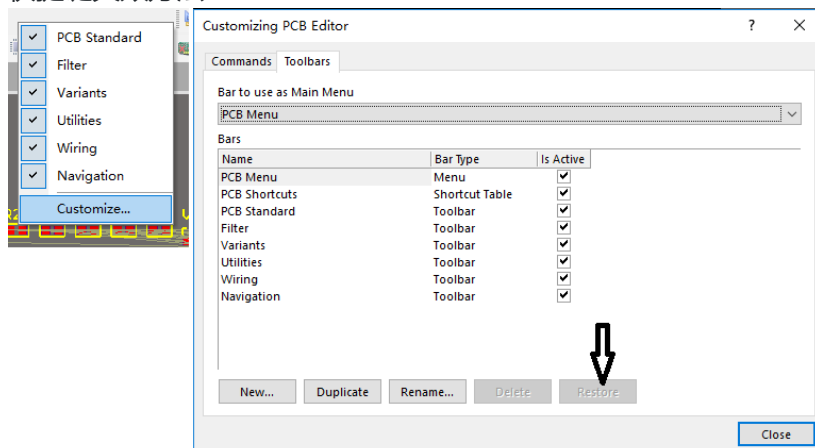 PCB Standard
Filter
Variants
Utilities
Wiring
Navigation
Customize...
Customizing PCB Editor
?
Commands Toolbars
Bar to use as Main Menu
PCB Menu
Bars
Name Bar Type Is Active
PCB Menu Menu
PCB Shortcuts Shortcut Table
PCB Standard Toolbar
Filter Toolbar
Variants Toolbar
Utilities Toolbar
Wiring Toolbar
Navigation Toolbar
New... Duplicate Rename... Delete Restore
Close